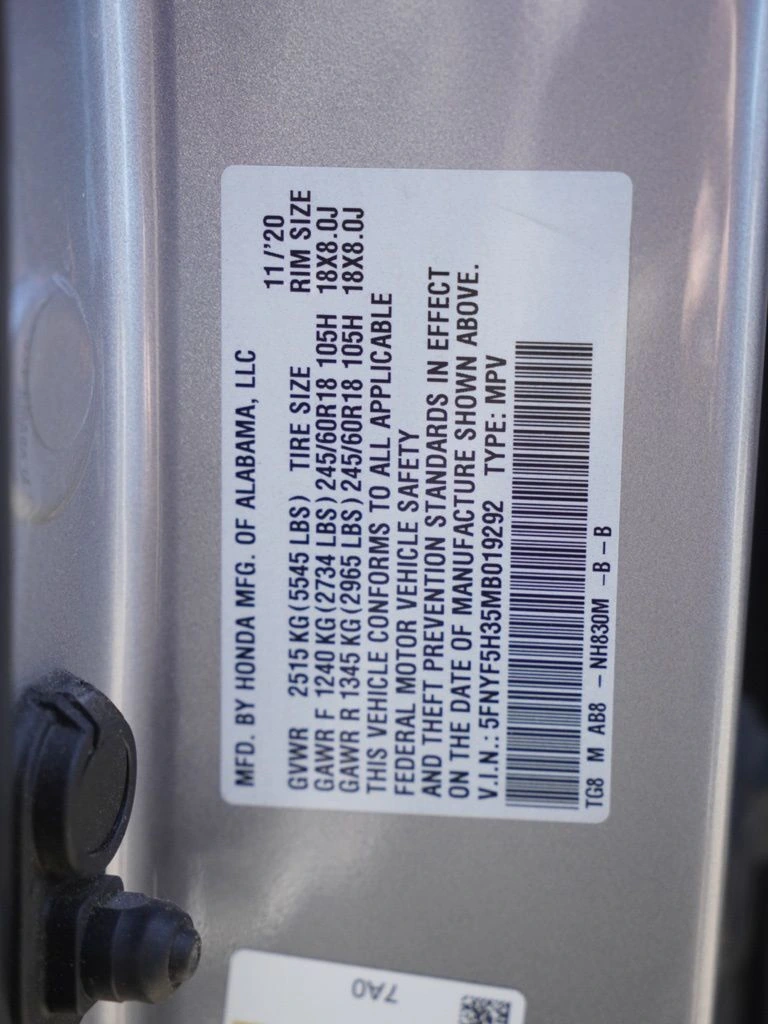 MFD. BY HONDA MFG. OF ALABAMA, LLC
11/'20
GVWR 2515 KG(5545 LBS) TIRE SIZE RIM SIZE
GAWR F 1240 KG(2734 LBS)245/60R18 105H 18X8.0J
GAWR R 1345 KG(2965 LBS)245/60R18 105H 18X8.0J
THIS VEHICLE CONFORMS TO ALL APPLICABLE
FEDERAL MOTOR VEHICLE SAFETY
AND THEFT PREVENTION STANDARDS IN EFFECT
ON THE DATE OF MANUFACTURE SHOWN ABOVE.
V.I.N.: 5FNYF5H35MB019292 TYPE: MPV
TG8 M AB8 -NH830M -B-B
7A0